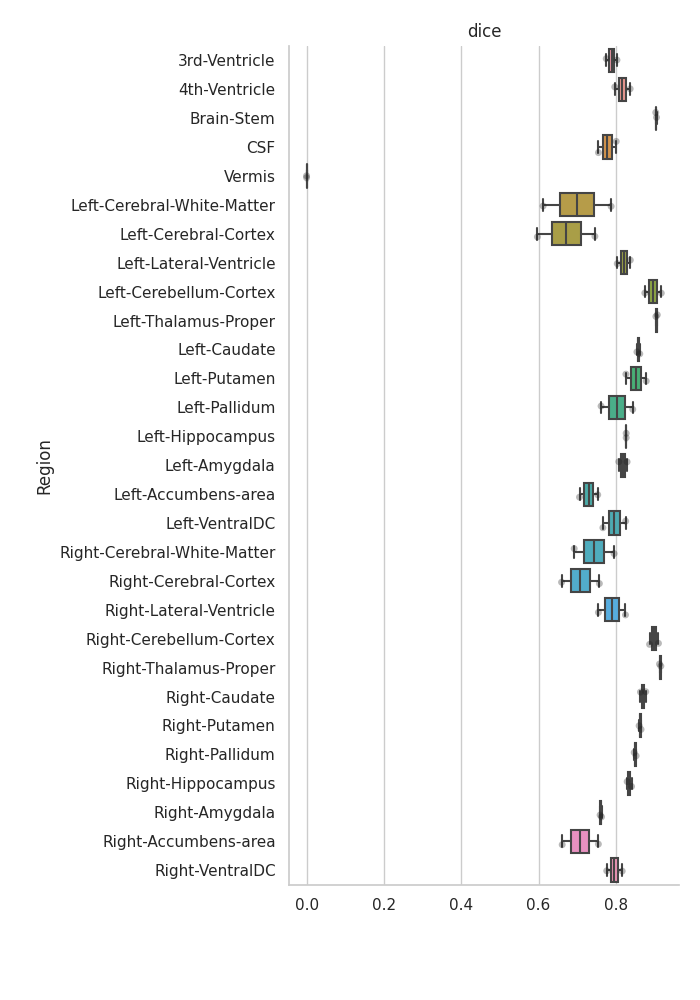 dice
3rd-Ventricle
4th-Ventricle
Brain-Stem
CSF
Vermis
Left-Cerebral-White-Matter
Left-Cerebral-Cortex
Left-Lateral-Ventricle
Left-Cerebellum-Cortex
Left-Thalamus-Proper
Left-Caudate
Left-Putamen
Left-Pallidum
Left-Hippocampus
Left-Amygdala
Left-Accumbens-area
Left-VentralDC
Right-Cerebral-White-Matter
Right-Cerebral-Cortex
Right-Lateral-Ventricle
Right-Cerebellum-Cortex
Right-Thalamus-Proper
Right-Caudate
Right-Putamen
Right-Pallidum
Right-Hippocampus
Right-Amygdala
Right-Accumbens-area
Right-VentralDC
Region
0.0 0.2 0.4 0.6 0.8